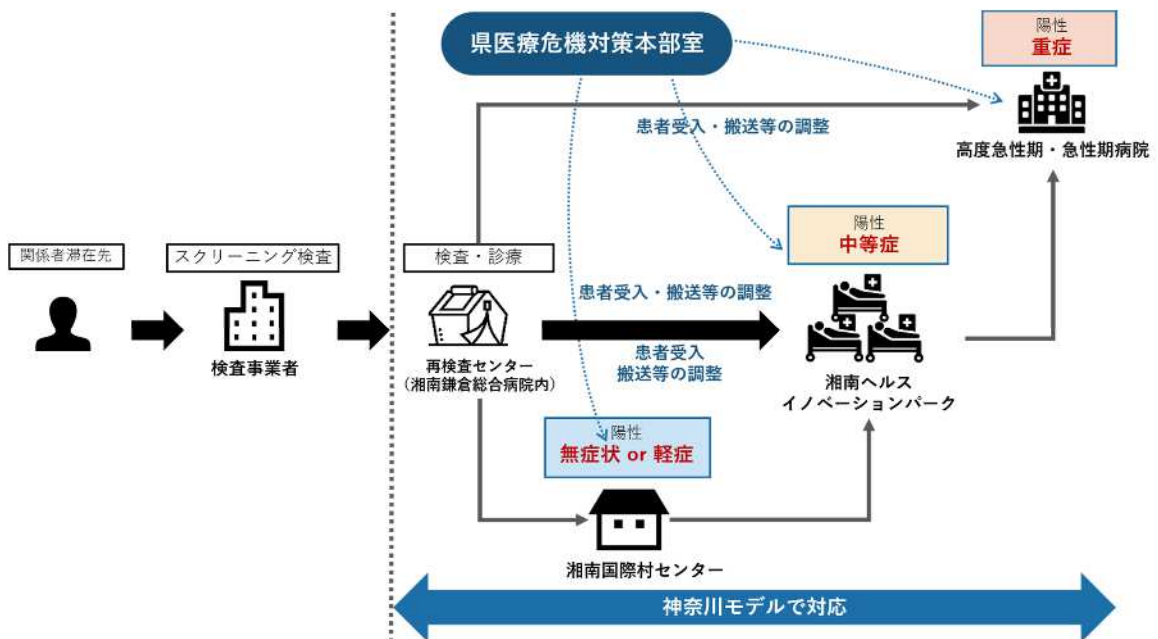 県医療危機対策本部室
陽性
重症
患者受入・搬送等の調整
高度急性期・急性期病院
陽性
中等症
関係者滞在先
スクリーニング検査
検査・診療
患者受入・搬送等の調整
検査事業者
再検査センター
(湘南鎌倉総合病院内)
患者受入
搬送等の調整
湘南ヘルス
イノベーションパーク
陽性
無症状 or 軽症
湘南国際村センター
神奈川モデルで対応